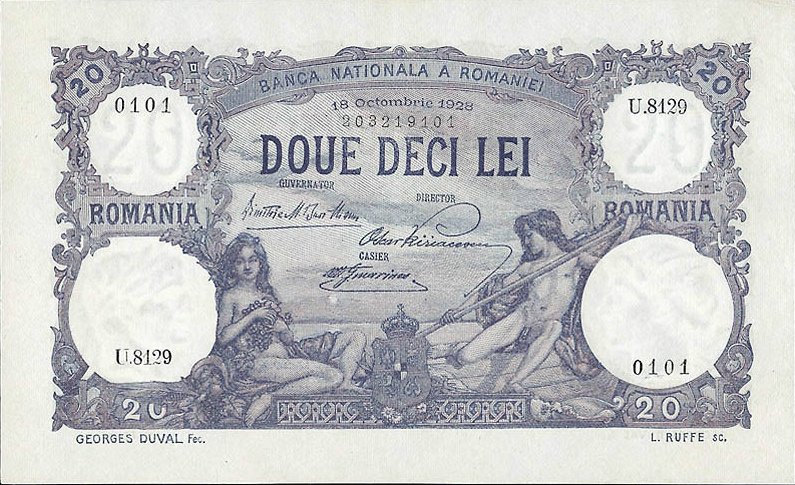 20
20
BANCA NATIONALA A ROMANIEI
0101
18 Octombrie 1928
U.8129
203219101
DOUE DECI LEI
GUVERNATOR
DIRECTOR
ROMANIA
ROMANIA
CASIER
U.8129
0101
20
20
GEORGES DUVAL Fec.
L. RUFFE SC.